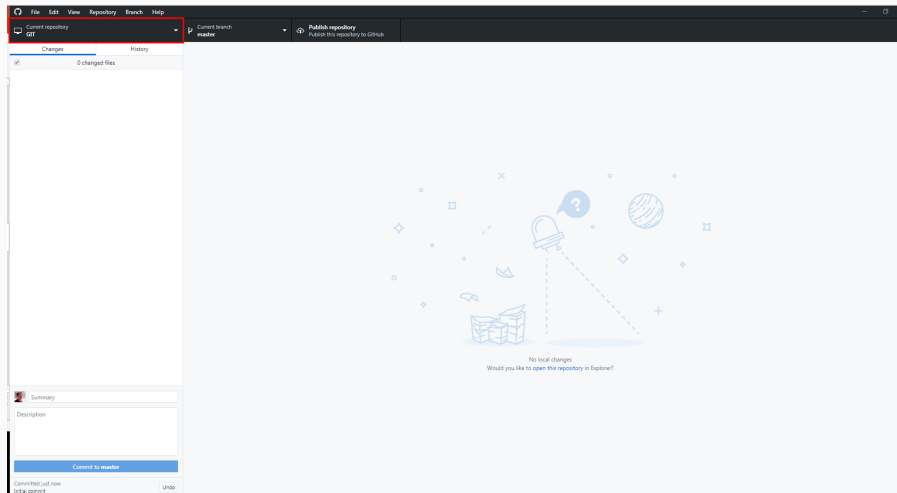 File Edit View Repository Branch Help
Current repository
GIT
Current branch
master
Publish repository
Publish this repository to GitHub
Changes History
0 changed files
?
No local changes
Would you like to open this repository in Explorer?
Summary
Description
Commit to master
Committed just now
Initial commit
Undo